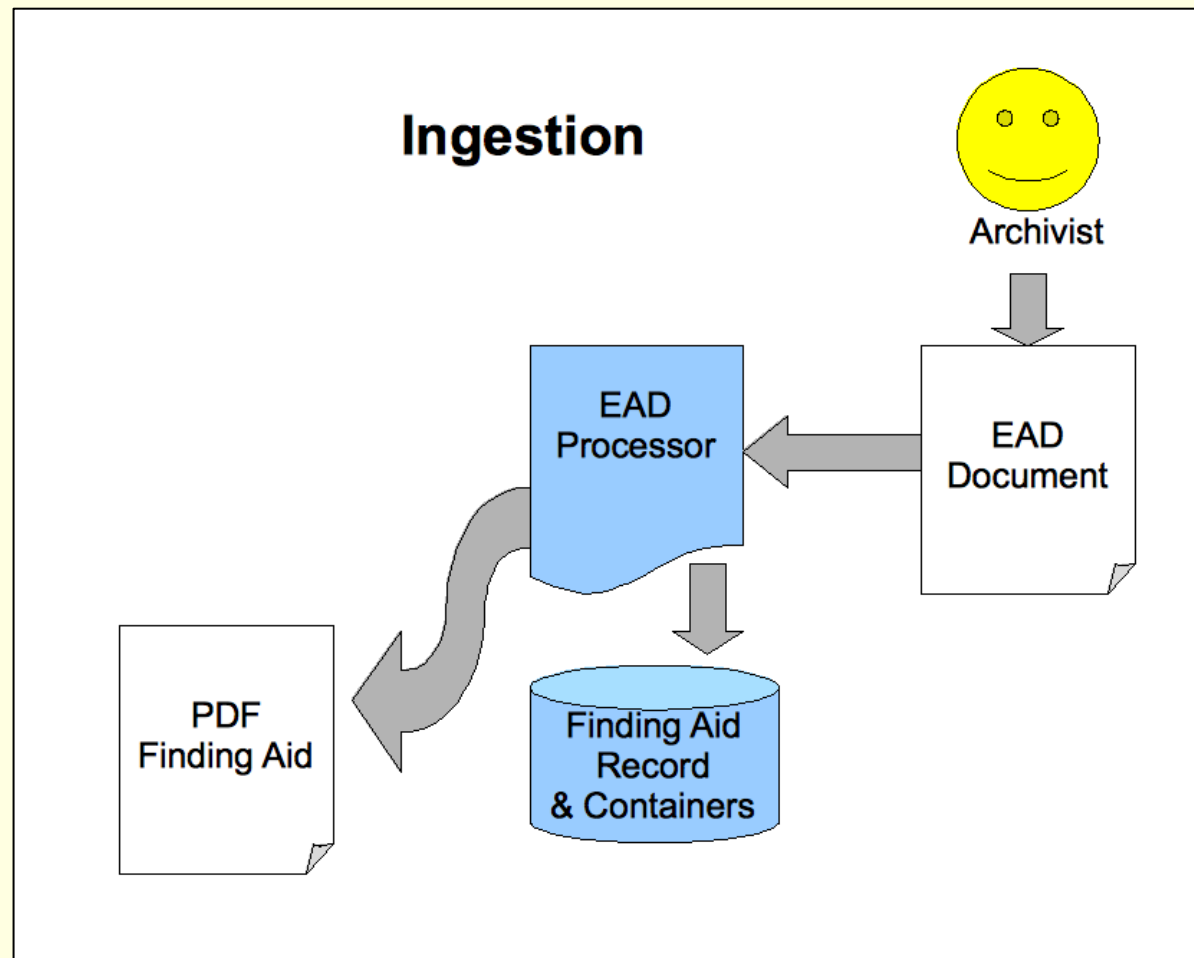 Ingestion
Archivist
EAD
Processor
EAD
Document
PDF
Finding Aid
Finding Aid
Record
& Containers